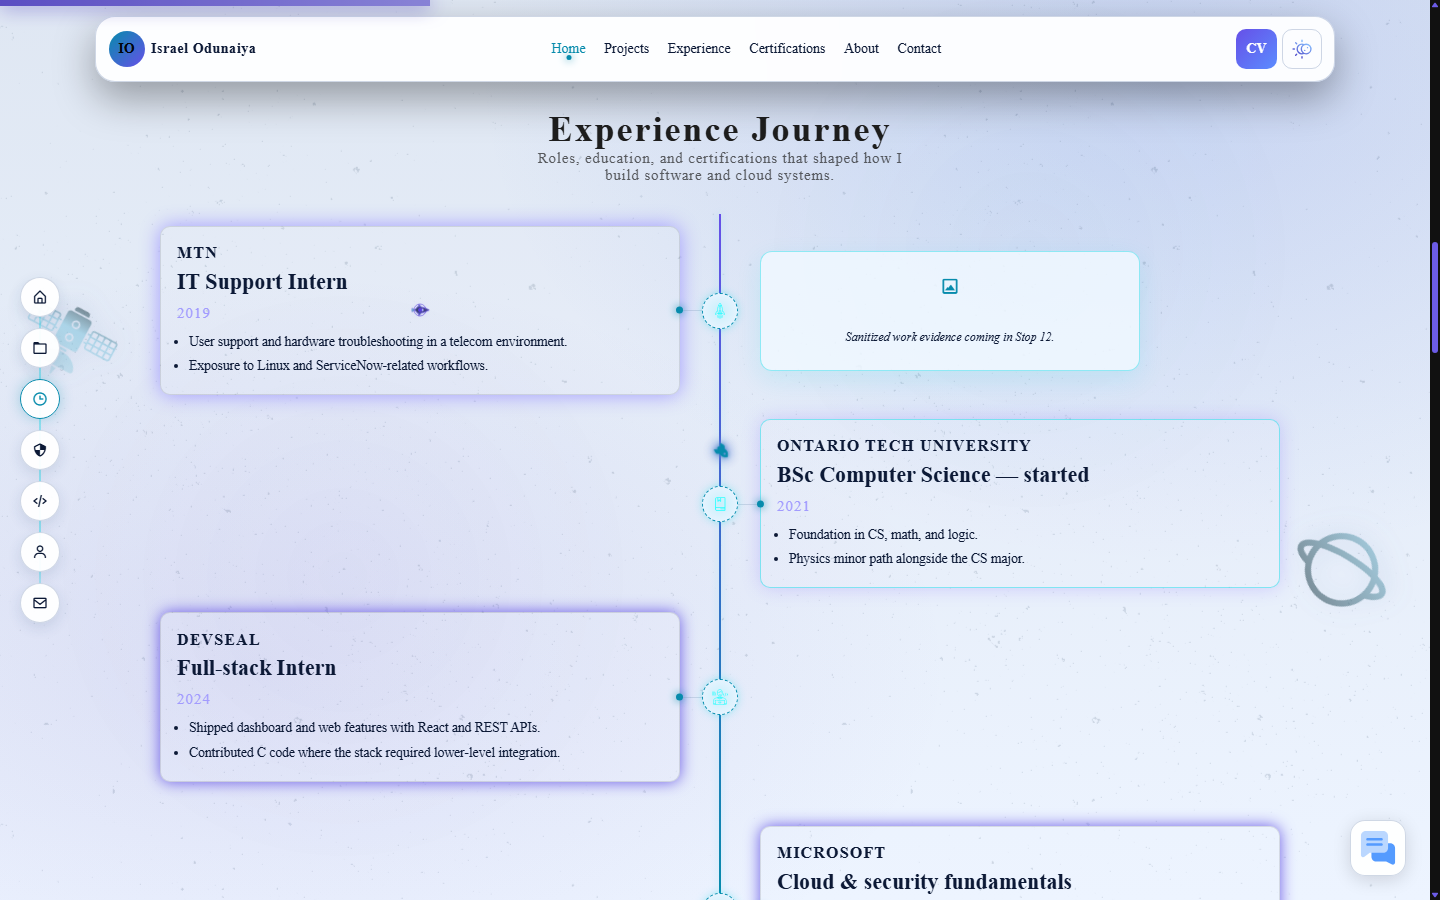 IO
Israel Odunaiya
Home
Projects
Experience
Certifications
About
Contact
CV
Experience Journey
Roles, education, and certifications that shaped how I
build software and cloud systems.
MTN
IT Support Intern
2019
User support and hardware troubleshooting in a telecom environment.
Exposure to Linux and ServiceNow-related workflows.
Sanitized work evidence coming in Stop 12.
ONTARIO TECH UNIVERSITY
BSc Computer Science — started
2021
Foundation in CS, math, and logic.
Physics minor path alongside the CS major.
DEVSEAL
Full-stack Intern
2024
Shipped dashboard and web features with React and REST APIs.
Contributed C code where the stack required lower-level integration.
MICROSOFT
Cloud & security fundamentals